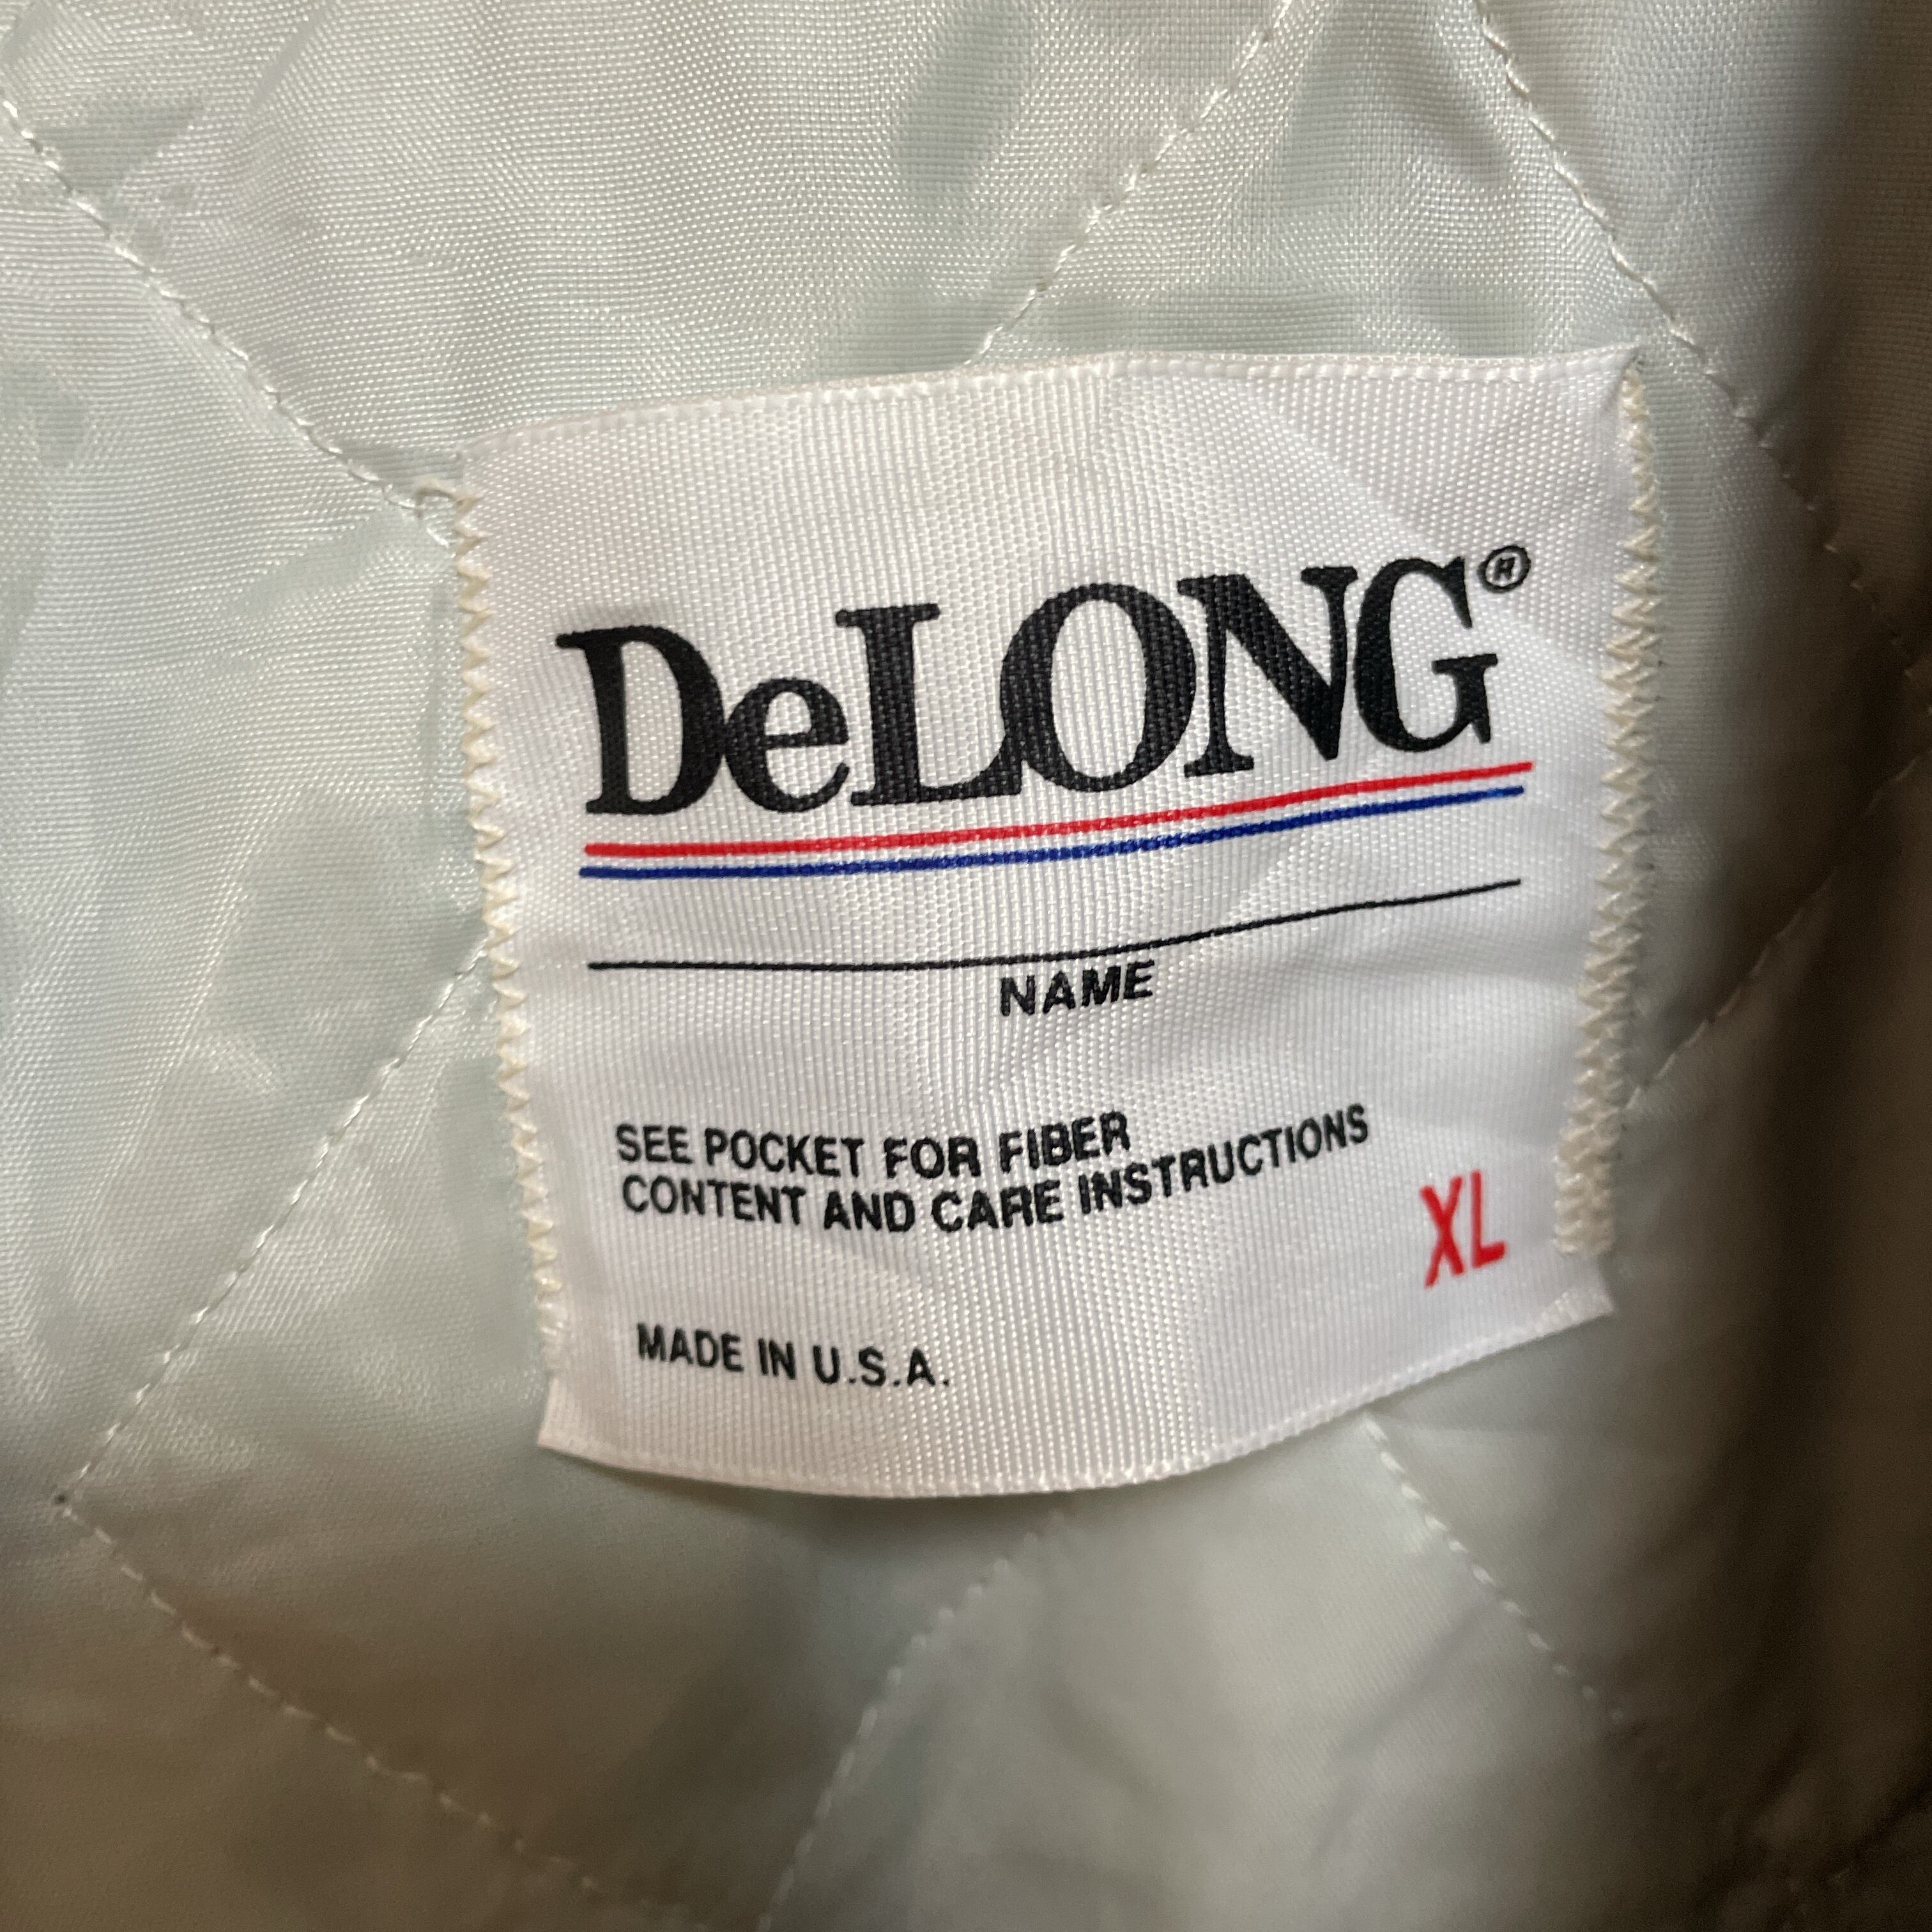 DeLONG®
NAME
SEE POCKET FOR FIBER
CONTENT AND CARE INSTRUCTIONS
XL
MADE IN U.S.A.